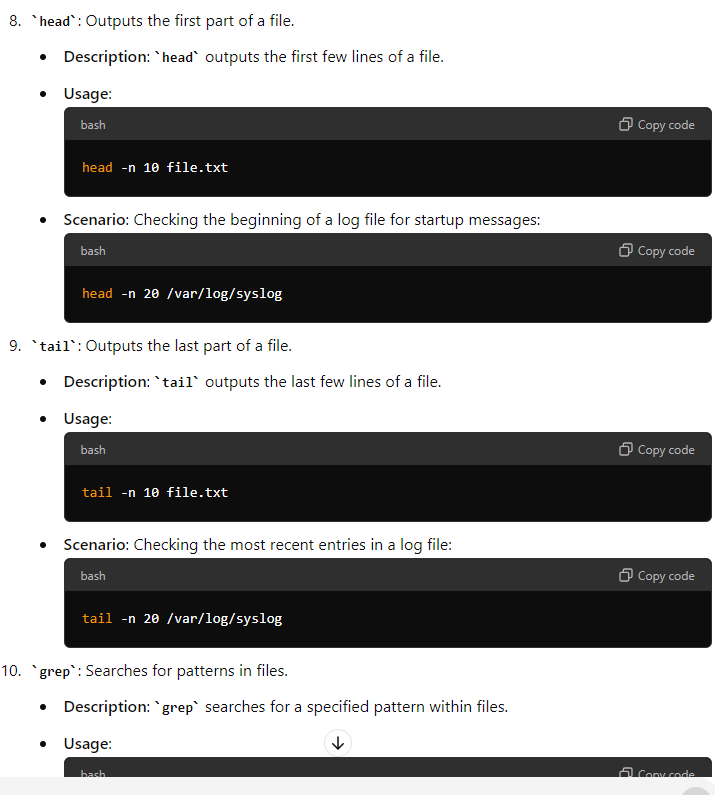 8. `head`: Outputs the first part of a file.
• Description: `head` outputs the first few lines of a file.
• Usage:
bash Copy code
head -n 10 file.txt
• Scenario: Checking the beginning of a log file for startup messages:
bash Copy code
head -n 20 /var/log/syslog
9. `tail`: Outputs the last part of a file.
• Description: `tail` outputs the last few lines of a file.
• Usage:
bash Copy code
tail -n 10 file.txt
• Scenario: Checking the most recent entries in a log file:
bash Copy code
tail -n 20 /var/log/syslog
10. `grep`: Searches for patterns in files.
• Description: `grep` searches for a specified pattern within files.
• Usage:
bash Copy code